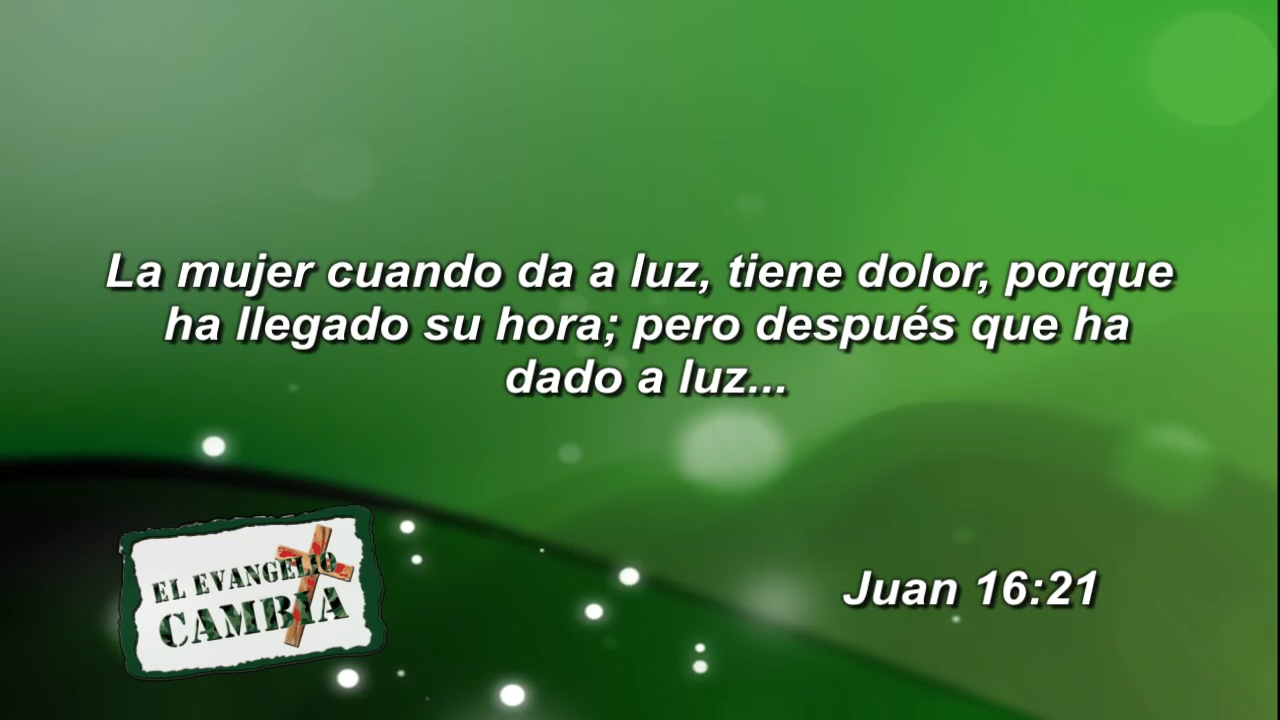 La mujer cuando da a luz, tiene dolor, porque
ha llegado su hora; pero después que ha
dado a luz...
Juan 16:21
EL EVANGELIO
CAMBIA